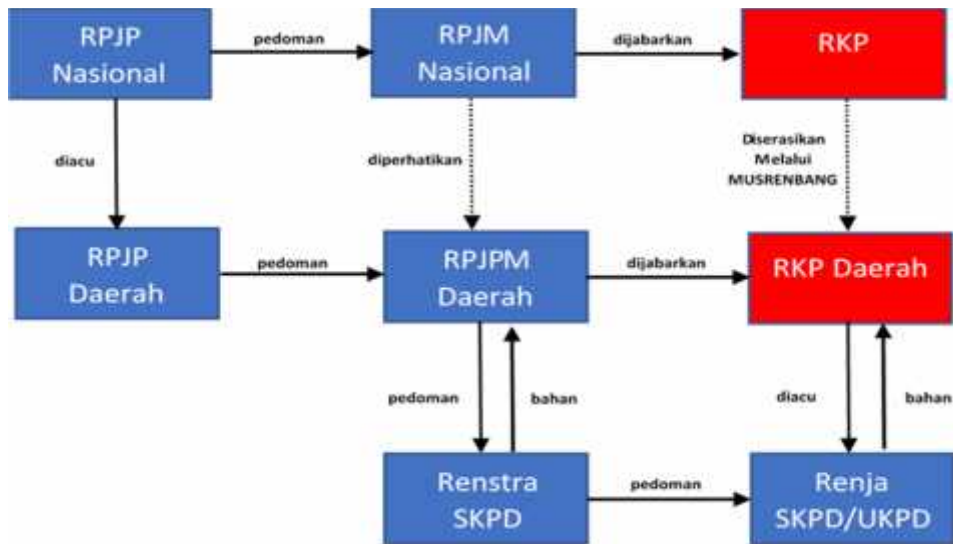 RPJP
Nasional
pedoman
RPJM
Nasional
dijabarkan
RKP
diacu
diperhatikan
Diserasikan
Melalui
MUSRENBANG
RPJP
Daerah
pedoman
RPJPM
Daerah
dijabarkan
RKP Daerah
pedoman
bahan
diacu
bahan
Renstra
SKPD
pedoman
Renja
SKPD/UKPD